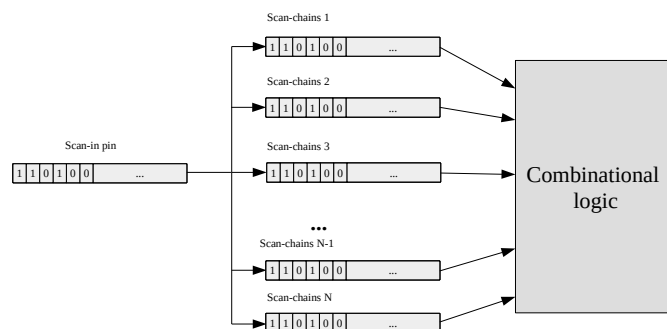 Scan-chains 1
1 1 0 1 0 0 ...
Scan-chains 2
1 1 0 1 0 0 ...
Scan-in pin
1 1 0 1 0 0 ...
Scan-chains 3
1 1 0 1 0 0 ...
...
Scan-chains N-1
1 1 0 1 0 0 ...
Scan-chains N
1 1 0 1 0 0 ...
Combinational
logic